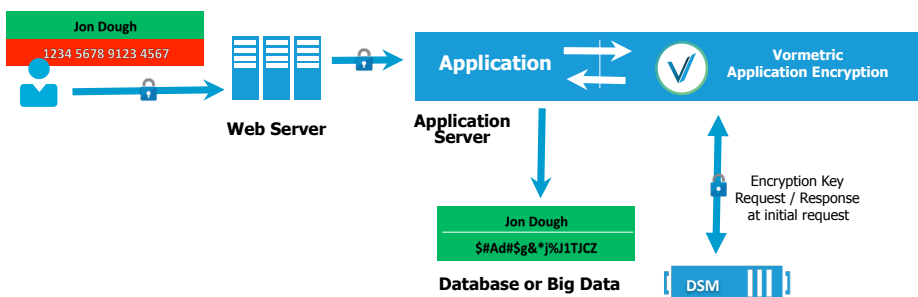 Jon Dough
1234 5678 9123 4567
Web Server
Application
Vormetric
Application Encryption
Application
Server
Encryption Key
Request / Response
at initial request
Jon Dough
$#Ad#$g&*j%J1TJCZ
Database or Big Data
DSM